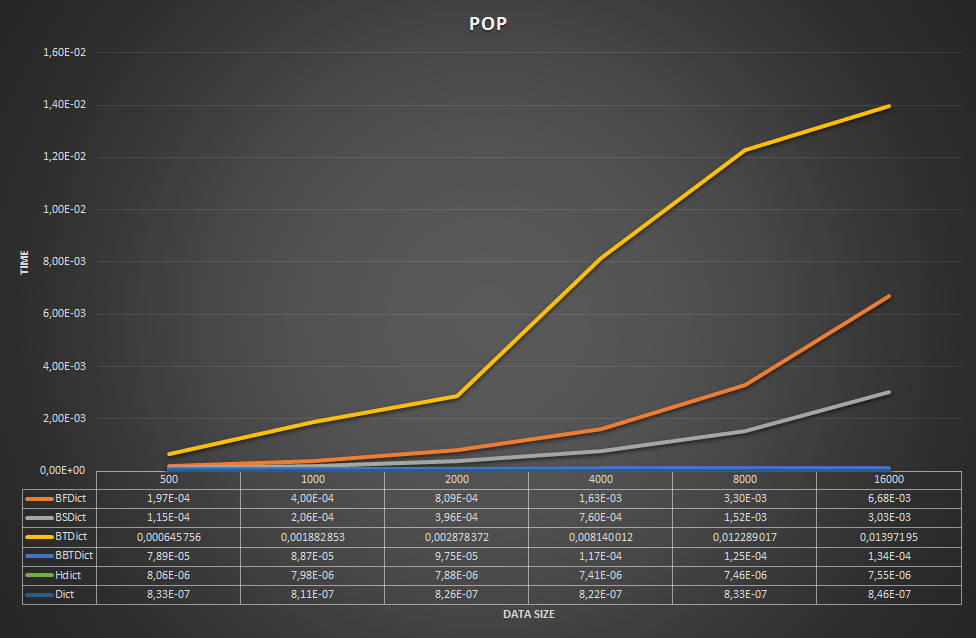 POP
1,60E-02
1,40E-02
1,20E-02
1,00E-02
8,00E-03
6,00E-03
4,00E-03
2,00E-03
0,00E+00
TIME
500 1000 2000 4000 8000 16000
BFDict 1,97E-04 4,00E-04 8,09E-04 1,63E-03 3,30E-03 6,68E-03
BSDict 1,15E-04 2,06E-04 3,96E-04 7,60E-04 1,52E-03 3,03E-03
BTDict 0,000645756 0,001882853 0,002878372 0,008140012 0,012289017 0,01397195
BBTDict 7,89E-05 8,87E-05 9,75E-05 1,17E-04 1,25E-04 1,34E-04
Hdict 8,06E-06 7,98E-06 7,88E-06 7,41E-06 7,46E-06 7,55E-06
Dict 8,33E-07 8,11E-07 8,26E-07 8,22E-07 8,33E-07 8,46E-07
DATA SIZE